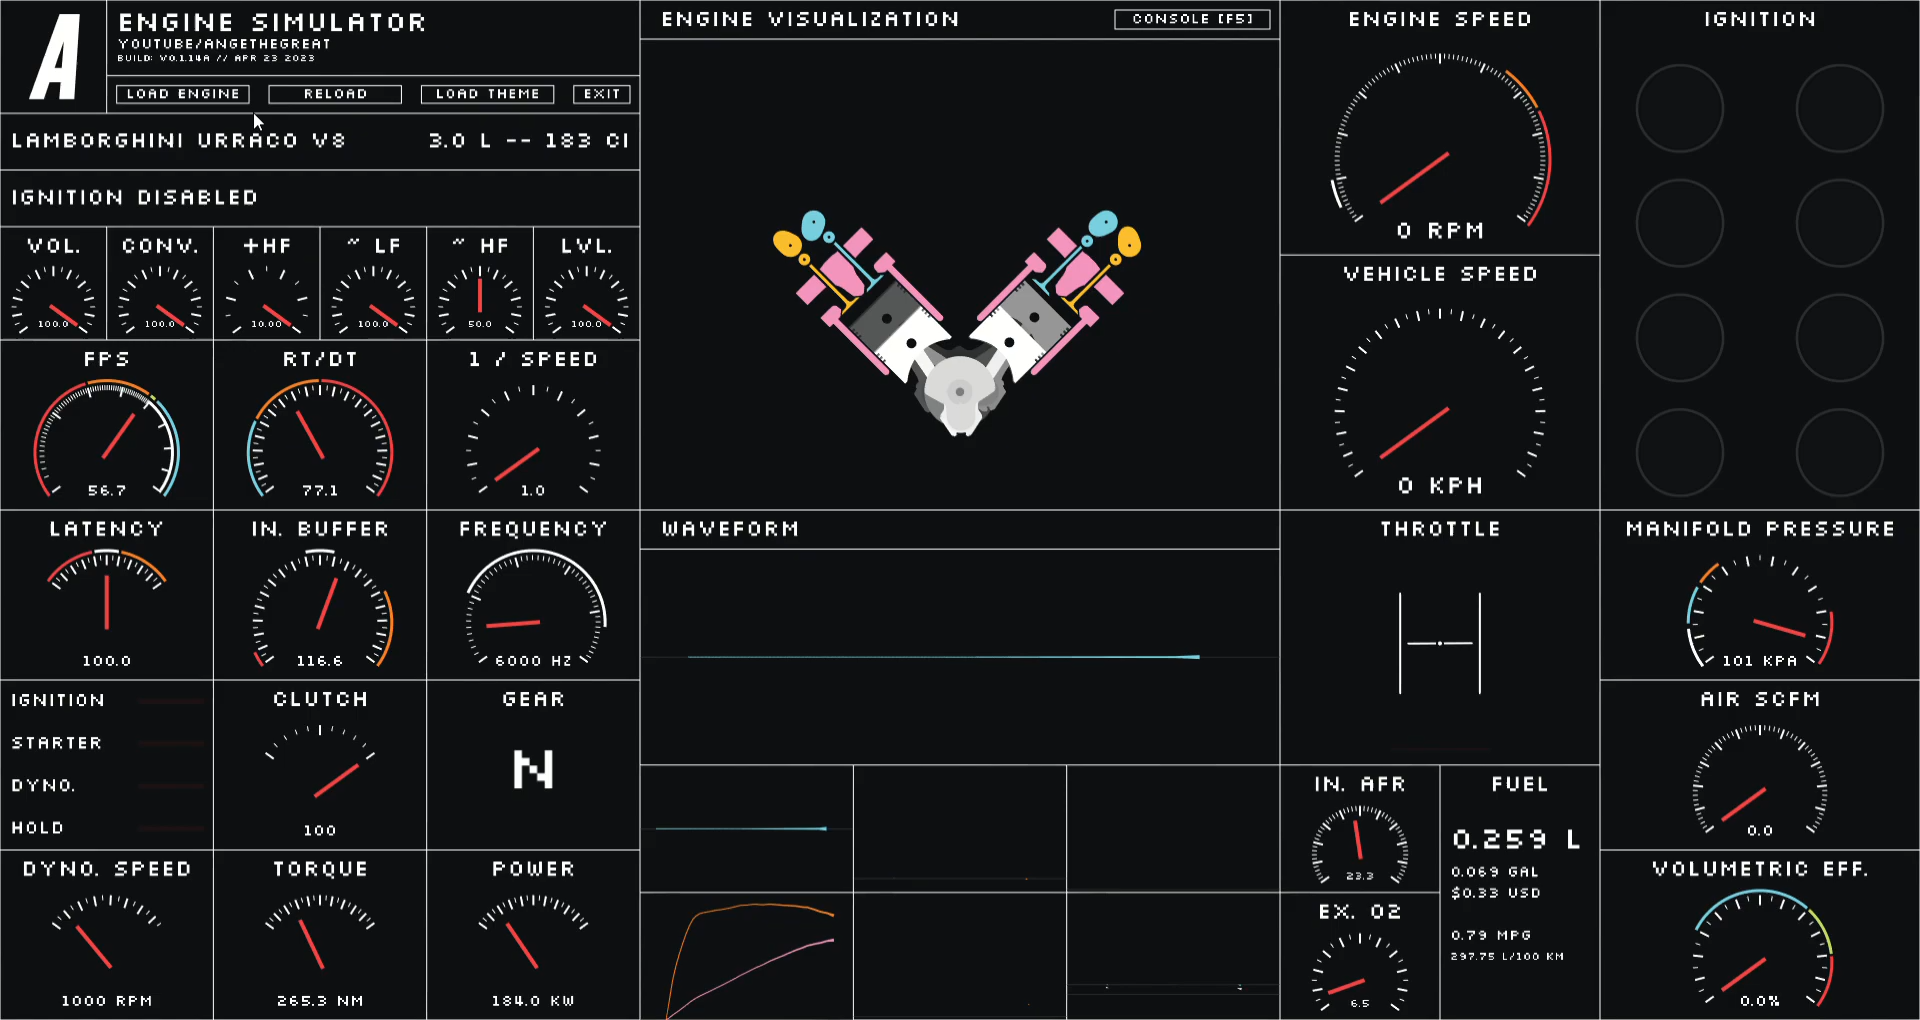 A
ENGINE SIMULATOR
YOUTUBE/ANGETHEGREAT
BUILD: V0.1.14A // APR 23 2023
LOAD ENGINE
RELOAD
LOAD THEME
EXIT
LAMBORGHINI URRACO V8
3.0 L -- 183 CI
IGNITION DISABLED
VOL.
100.0
CONV.
100.0
+HF
10.00
~ LF
100.0
~ HF
50.0
LVL.
100.0
FPS
56.7
RT/DT
77.1
1 / SPEED
1.0
LATENCY
100.0
IN. BUFFER
116.6
FREQUENCY
6000 HZ
IGNITION
STARTER
DYNO.
HOLD
CLUTCH
100
GEAR
N
DYNO. SPEED
1000 RPM
TORQUE
265.3 NM
POWER
184.0 KW
ENGINE VISUALIZATION
CONSOLE [F5]
WAVEFORM
ENGINE SPEED
0 RPM
VEHICLE SPEED
0 KPH
THROTTLE
IN. AFR
23.3
EX. O2
6.5
FUEL
0.259 L
0.069 GAL
$0.33 USD
0.79 MPG
297.75 L/100 KM
IGNITION
MANIFOLD PRESSURE
101 KPA
AIR SCFM
0.0
VOLUMETRIC EFF.
0.0%